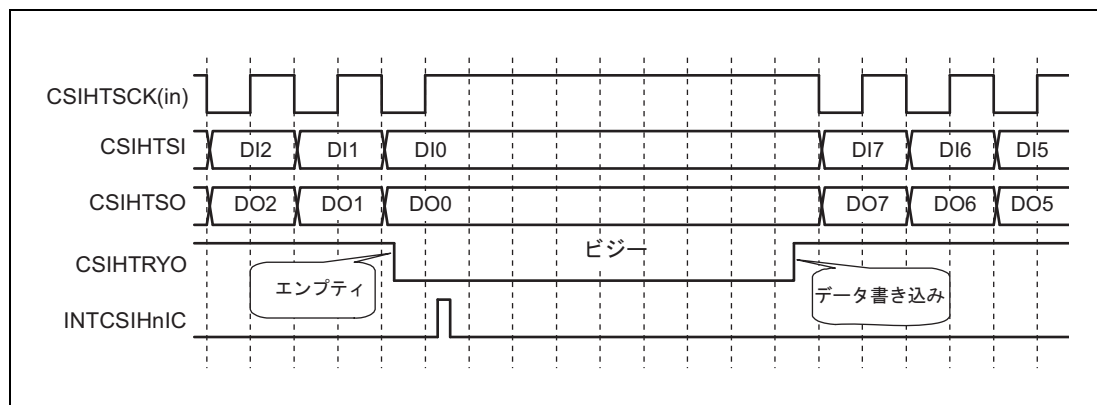 CSIHTSCK(in)
CSIHTSI
DI2
DI1
DI0
DI7
DI6
DI5
CSIHTSO
DO2
DO1
DO0
DO7
DO6
DO5
CSIHTRYO
ビジー
エンプティ
データ書き込み
INTCSIHnIC